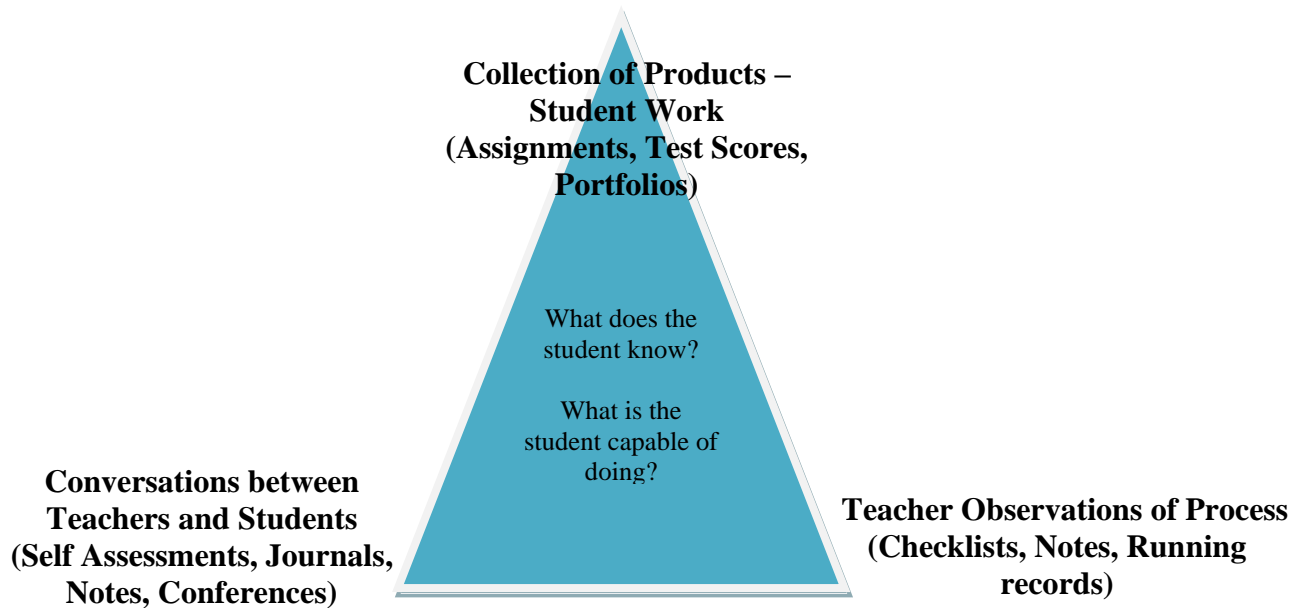 Collection of Products –
Student Work
(Assignments, Test Scores,
Portfolios)
What does the
student know?
What is the
student capable of
doing?
Conversations between
Teachers and Students
(Self Assessments, Journals,
Notes, Conferences)
Teacher Observations of Process
(Checklists, Notes, Running
records)